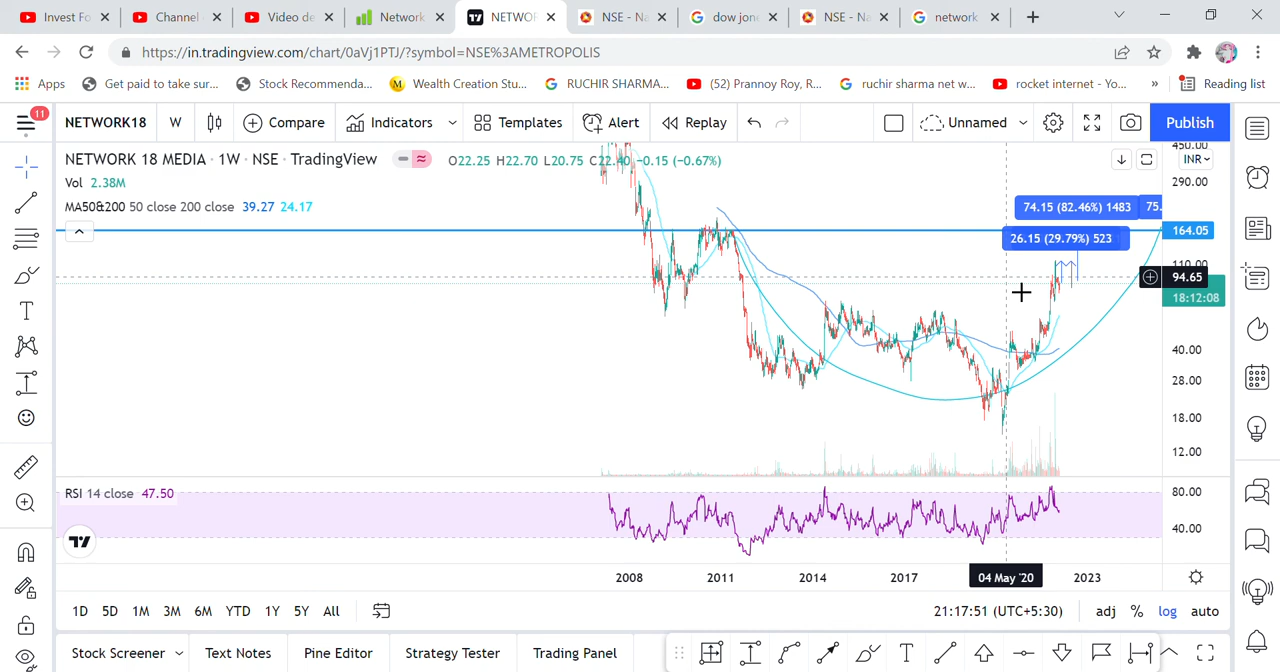 Invest Fo
Channel
Video de
Network
NETWOR
NSE - Na
dow jon
NSE - Na
network
https://in.tradingview.com/chart/0aVj1PTJ/?symbol=NSE%3AMETROPOLIS
Apps
Get paid to take sur...
Stock Recommenda...
Wealth Creation Stu...
RUCHIR SHARMA...
(52) Prannoy Roy, R...
ruchir sharma net w...
rocket internet - Yo...
»
Reading list
11
NETWORK18
W
Compare
Indicators
Templates
Alert
Replay
Unnamed
Publish
NETWORK 18 MEDIA · 1W · NSE · TradingView
O22.25 H22.70 L20.75 C22.40 −0.15 (−0.67%)
INR
Vol 2.38M
MA50&200 50 close 200 close 39.27 24.17
450.00
290.00
74.15 (82.46%) 1483
75.
164.05
26.15 (29.79%) 523
110.00
94.65
18:12:08
40.00
28.00
18.00
12.00
RSI 14 close 47.50
80.00
40.00
2008
2011
2014
2017
04 May '20
2023
1D 5D 1M 3M 6M YTD 1Y 5Y All
21:17:51 (UTC+5:30)
adj % log auto
Stock Screener
Text Notes
Pine Editor
Strategy Tester
Trading Panel